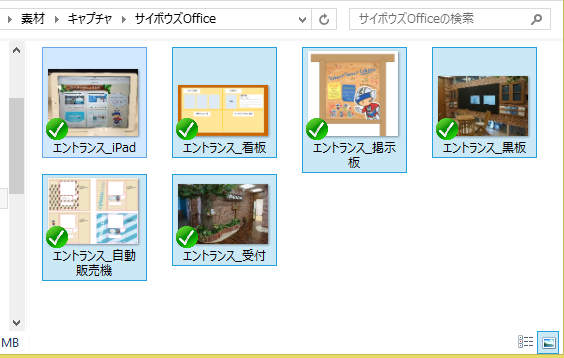 素材 › キャプチャ › サイボウズOffice
サイボウズOfficeの検索
エントランス_iPad
エントランス_看板
エントランス_掲示
板
エントランス_黒板
エントランス_自動
販売機
エントランス_受付
MB